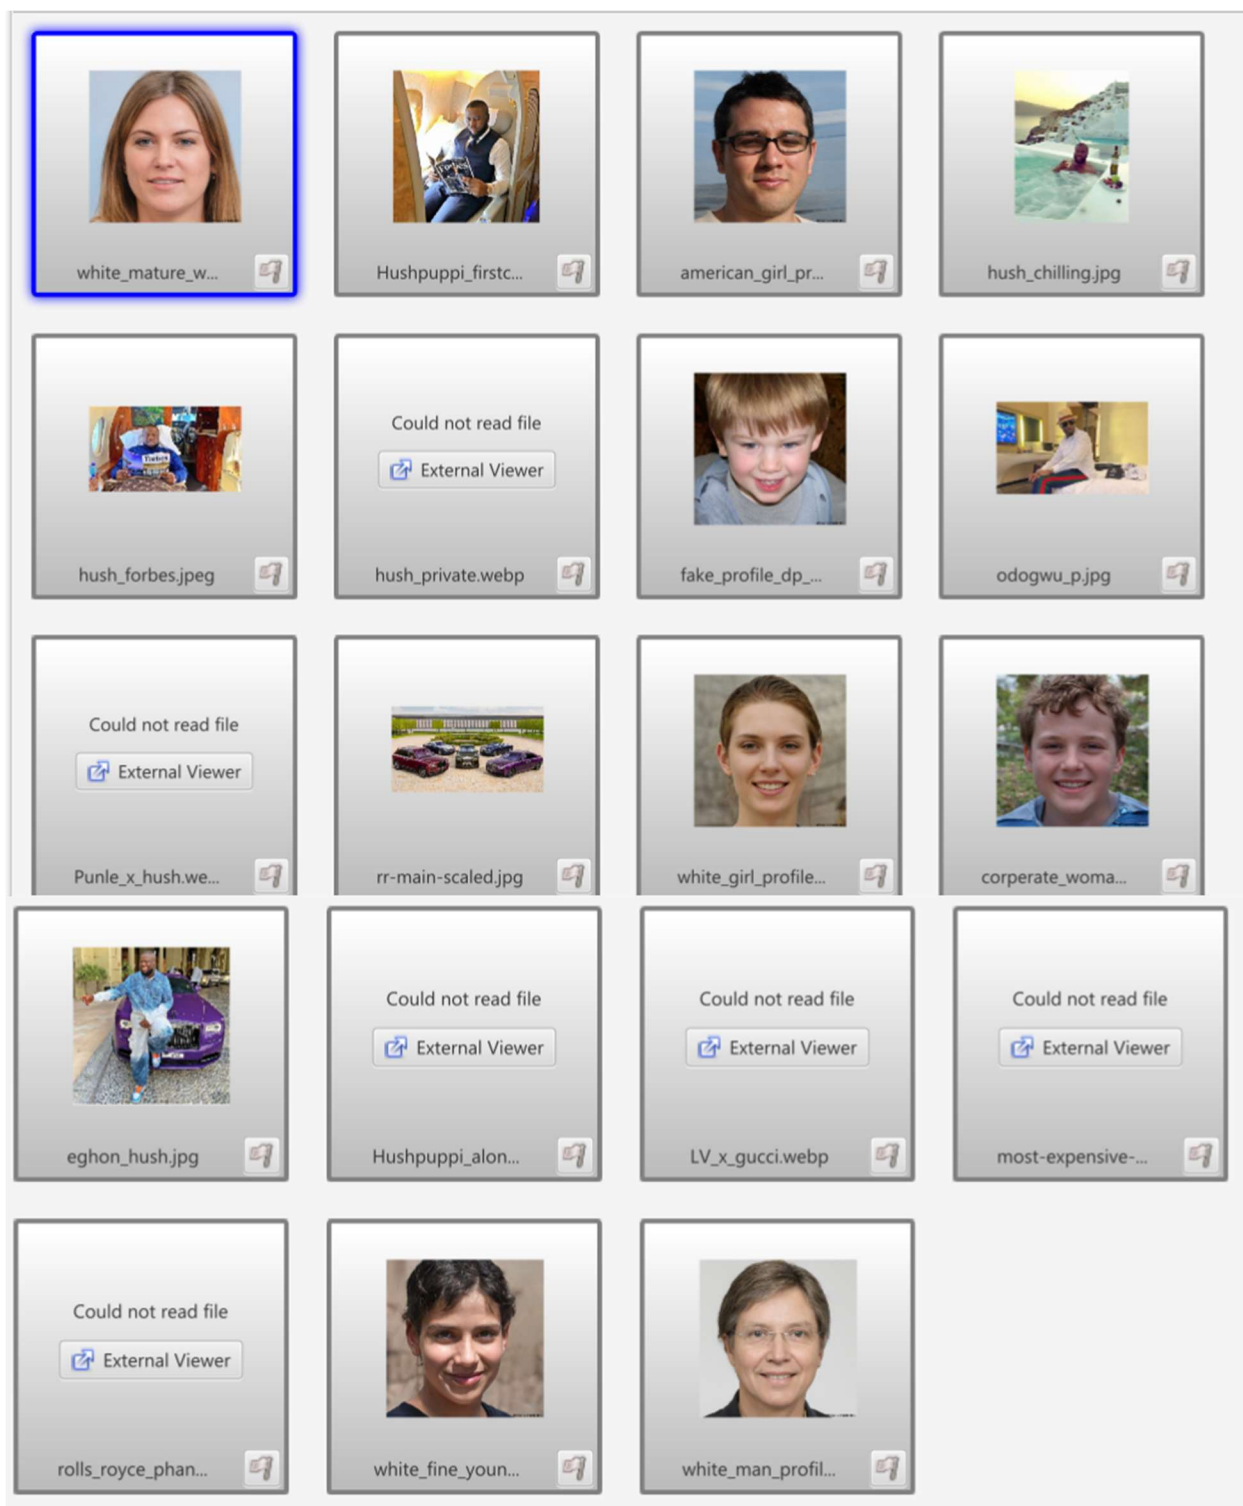 white_mature_w...
Hushpuppi_firstc...
american_girl_pr...
hush_chilling.jpg
hush_forbes.jpeg
Could not read file
External Viewer
hush_private.webp
fake_profile_dp_...
odogwu_p.jpg
Could not read file
External Viewer
Punle_x_hush.we...
rr-main-scaled.jpg
white_girl_profile...
corperate_woma...
eghon_hush.jpg
Could not read file
External Viewer
Hushpuppi_alon...
Could not read file
External Viewer
LV_x_gucci.webp
Could not read file
External Viewer
most-expensive-...
Could not read file
External Viewer
rolls_royce_phan...
white_fine_youn...
white_man_profil...